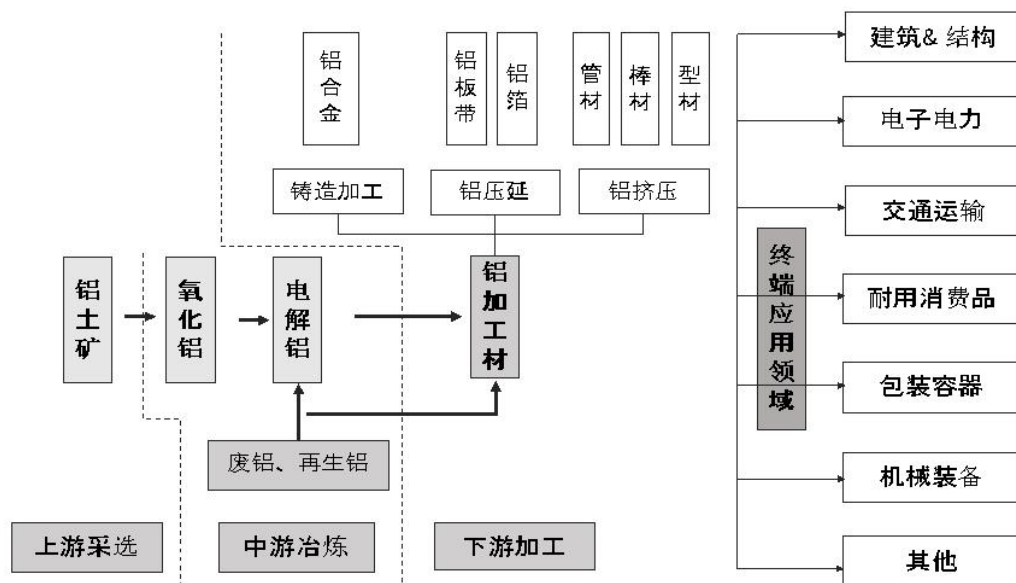 铝合金
铝板带
铝箔
管材
棒材
型材
铸造加工
铝压延
铝挤压
铝土矿
氧化铝
电解铝
铝加工材
废铝、再生铝
上游采选
中游冶炼
下游加工
终端应用领域
建筑& 结构
电子电力
交通运输
耐用消费品
包装容器
机械装备
其他